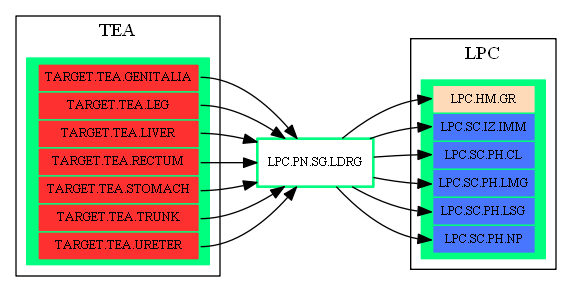 TEA
TARGET.TEA.GENITALIA
TARGET.TEA.LEG
TARGET.TEA.LIVER
TARGET.TEA.RECTUM
TARGET.TEA.STOMACH
TARGET.TEA.TRUNK
TARGET.TEA.URETER
LPC.PN.SG.LDRG
LPC
LPC.HM.GR
LPC.SC.IZ.IMM
LPC.SC.PH.CL
LPC.SC.PH.LMG
LPC.SC.PH.LSG
LPC.SC.PH.NP